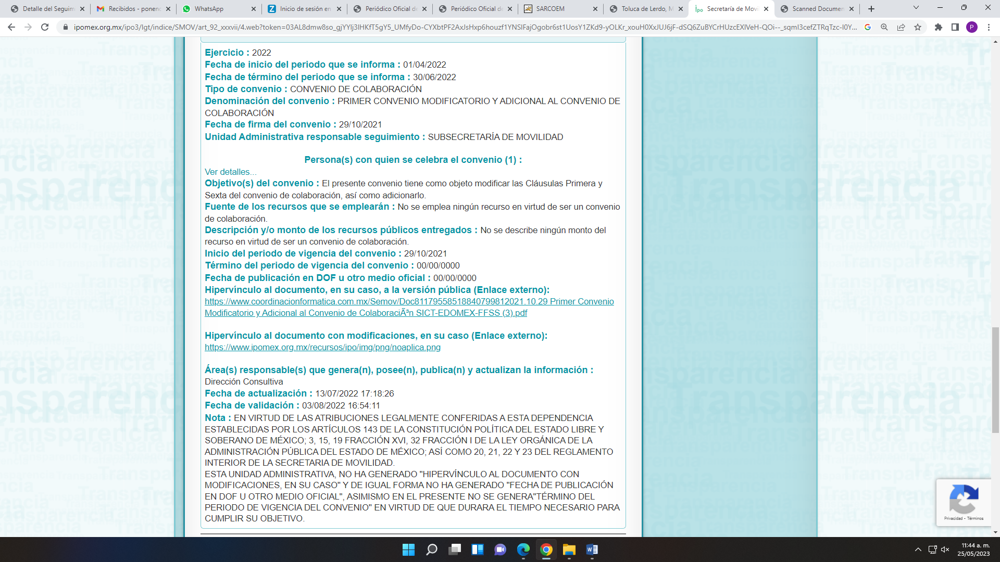 Detalle del Seguim
Recibidos - ponenc
WhatsApp
Inicio de sesión en
Periódico Oficial de
Periódico Oficial de
SARCOEM
Toluca de Lerdo, M
Secretaría de Movi
Scanned Documen
ipomex.org.mx/ipo3/lgt/indice/SMOV/art_92_xxxvii/4.web?token=
Ejercicio : 2022
Fecha de inicio del periodo que se informa : 01/04/2022
Fecha de término del periodo que se informa : 30/06/2022
Tipo de convenio : CONVENIO DE COLABORACIÓN
Denominación del convenio : PRIMER CONVENIO MODIFICATORIO Y ADICIONAL AL CONVENIO DE
COLABORACIÓN
Fecha de firma del convenio : 29/10/2021
Unidad Administrativa responsable seguimiento : SUBSECRETARÍA DE MOVILIDAD
Persona(s) con quien se celebra el convenio (1) :
Ver detalles...
Objetivo(s) del convenio : El presente convenio tiene como objeto modificar las Cláusulas Primera y
Sexta del convenio de colaboración, así como adicionarlo.
Fuente de los recursos que se emplearán : No se emplea ningún recurso en virtud de ser un convenio
de colaboración.
Descripción y/o monto de los recursos públicos entregados : No se describe ningún monto del
recurso en virtud de ser un convenio de colaboración.
Inicio del periodo de vigencia del convenio : 29/10/2021
Término del periodo de vigencia del convenio : 00/00/0000
Fecha de publicación en DOF u otro medio oficial : 00/00/0000
Hipervínculo al documento, en su caso, a la versión pública (Enlace externo):
https://www.coordinacionformatica.com.mx/Semov/Doc81179558518840799812021.10.29 Primer Convenio
Modificatorio y Adicional al Convenio de ColaboraciÃ³n SICT-EDOMEX-FFSS (3).pdf
Hipervínculo al documento con modificaciones, en su caso (Enlace externo):
https://www.ipomex.org.mx/recursos/ipo/img/png/noaplica.png
Área(s) responsable(s) que genera(n), posee(n), publica(n) y actualizan la información :
Dirección Consultiva
Fecha de actualización : 13/07/2022 17:18:26
Fecha de validación : 03/08/2022 16:54:11
Nota : EN VIRTUD DE LAS ATRIBUCIONES LEGALMENTE CONFERIDAS A ESTA DEPENDENCIA
ESTABLECIDAS POR LOS ARTÍCULOS 143 DE LA CONSTITUCIÓN POLÍTICA DEL ESTADO LIBRE Y
SOBERANO DE MÉXICO; 3, 15, 19 FRACCIÓN XVI, 32 FRACCIÓN I DE LA LEY ORGÁNICA DE LA
ADMINISTRACIÓN PÚBLICA DEL ESTADO DE MÉXICO; ASÍ COMO 20, 21, 22 Y 23 DEL REGLAMENTO
INTERIOR DE LA SECRETARIA DE MOVILIDAD.
ESTA UNIDAD ADMINISTRATIVA, NO HA GENERADO "HIPERVÍNCULO AL DOCUMENTO CON
MODIFICACIONES, EN SU CASO" Y DE IGUAL FORMA NO HA GENERADO "FECHA DE PUBLICACIÓN
EN DOF U OTRO MEDIO OFICIAL", ASIMISMO EN EL PRESENTE NO SE GENERA"TÉRMINO DEL
PERIODO DE VIGENCIA DEL CONVENIO" EN VIRTUD DE QUE DURARA EL TIEMPO NECESARIO PARA
CUMPLIR SU OBJETIVO.
Privacidad - Términos
11:44 a. m.
25/05/2023